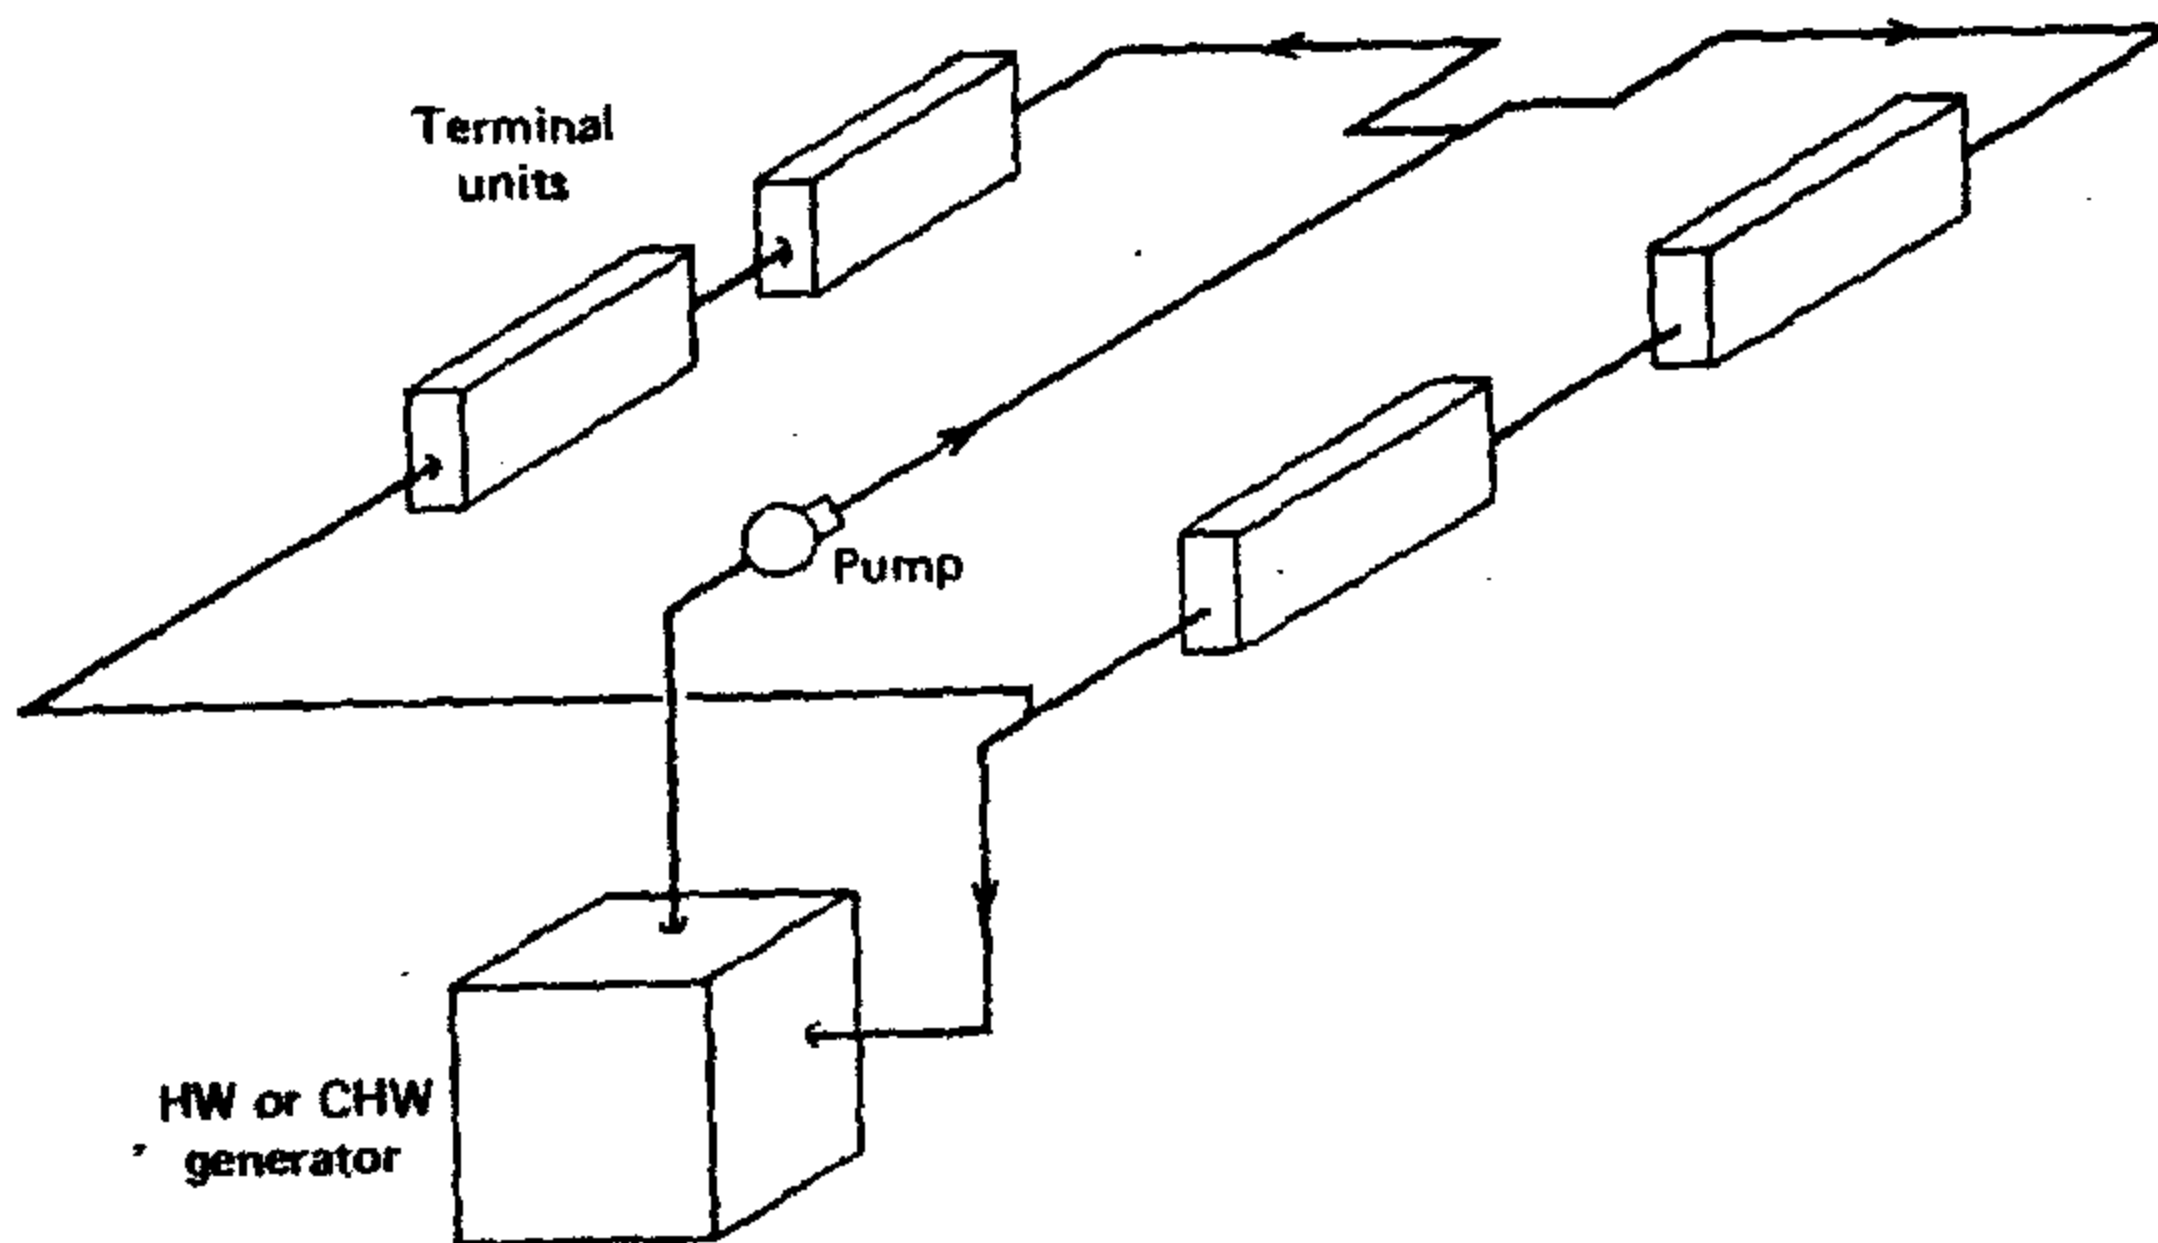 Terminal
units
Pump
HW or CHW
generator